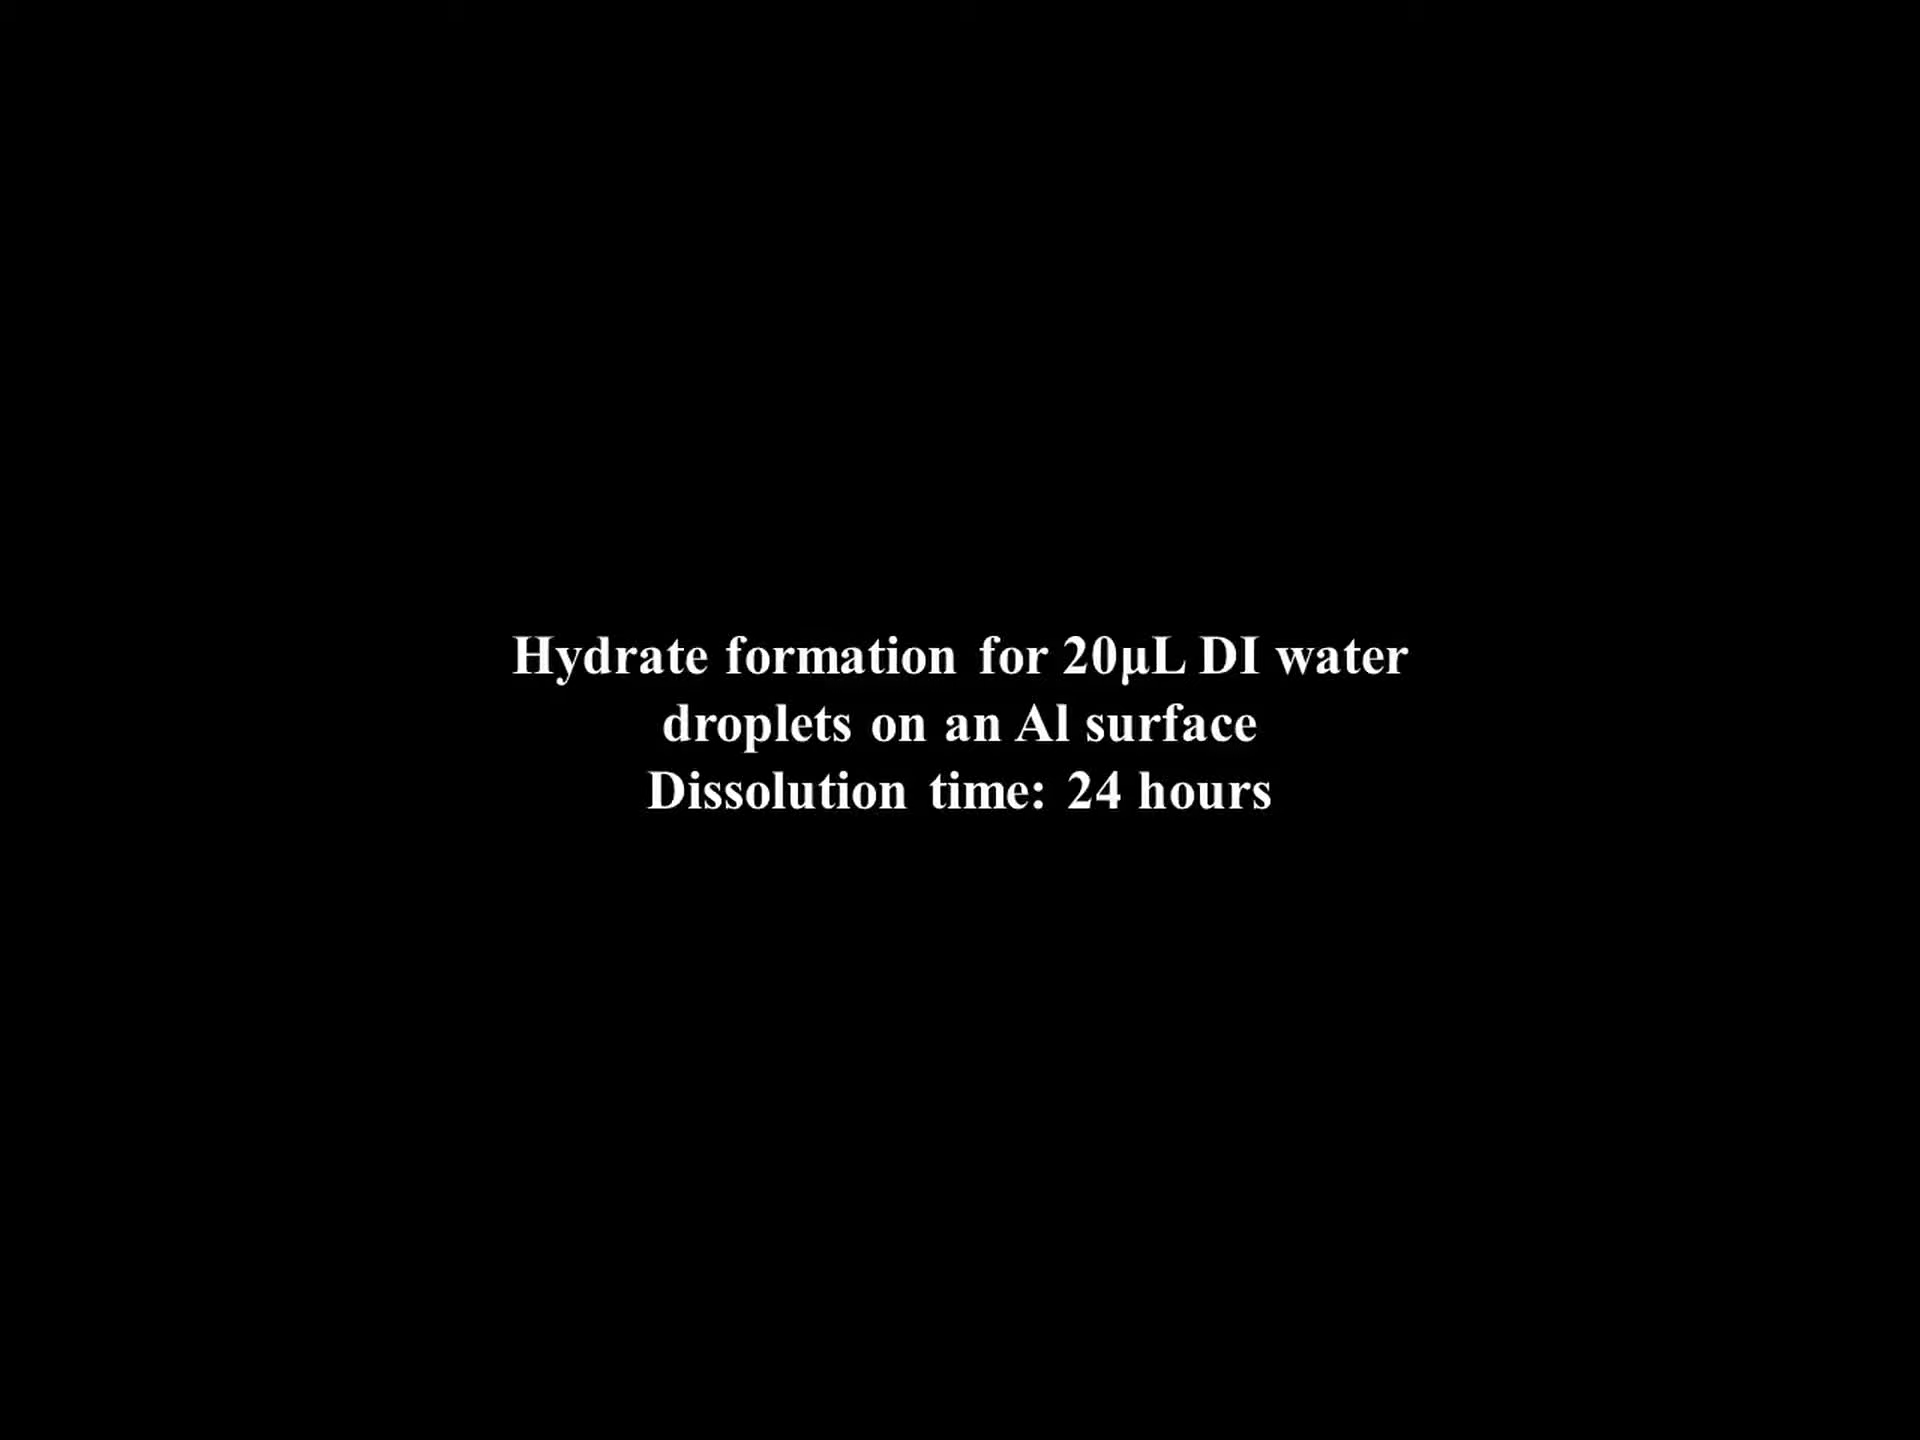 Hydrate formation for 20µL DI water
droplets on an Al surface
Dissolution time: 24 hours